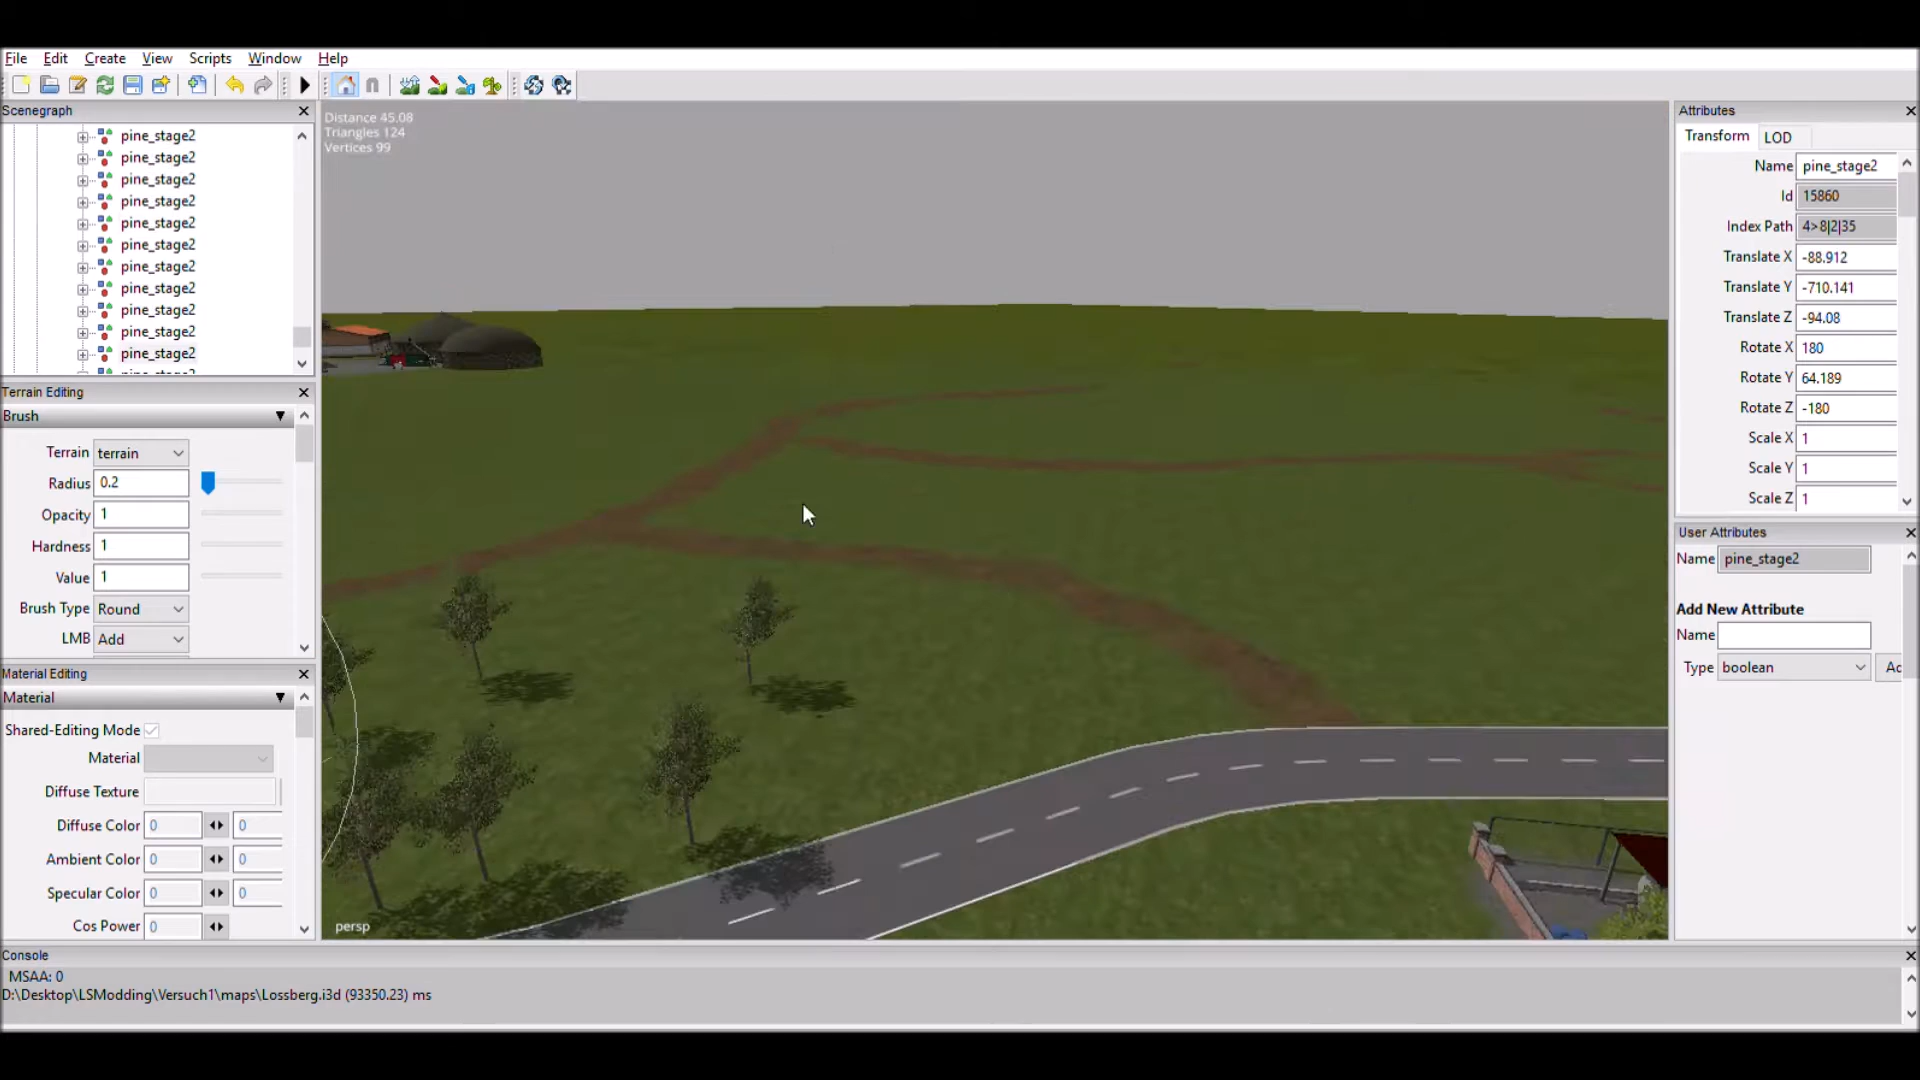 File Edit Create View Scripts Window Help
Scenegraph
pine_stage2
pine_stage2
pine_stage2
pine_stage2
pine_stage2
pine_stage2
pine_stage2
pine_stage2
pine_stage2
pine_stage2
pine_stage2
Terrain Editing
Brush
Terrain terrain
Radius 0.2
Opacity 1
Hardness 1
Value 1
Brush Type Round
LMB Add
Material Editing
Material
Shared-Editing Mode
Material
Diffuse Texture
Diffuse Color 0 0
Ambient Color 0 0
Specular Color 0 0
Cos Power 0
Distance 45.08
Triangles 124
Vertices 99
persp
Attributes
Transform LOD
Name pine_stage2
Id 15860
Index Path 4>8|2|35
Translate X -88.912
Translate Y -710.141
Translate Z -94.08
Rotate X 180
Rotate Y 64.189
Rotate Z -180
Scale X 1
Scale Y 1
Scale Z 1
User Attributes
Name pine_stage2
Add New Attribute
Name
Type boolean Ac
Console
MSAA: 0
D:\Desktop\LSModding\Versuch1\maps\Lossberg.i3d (93350.23) ms